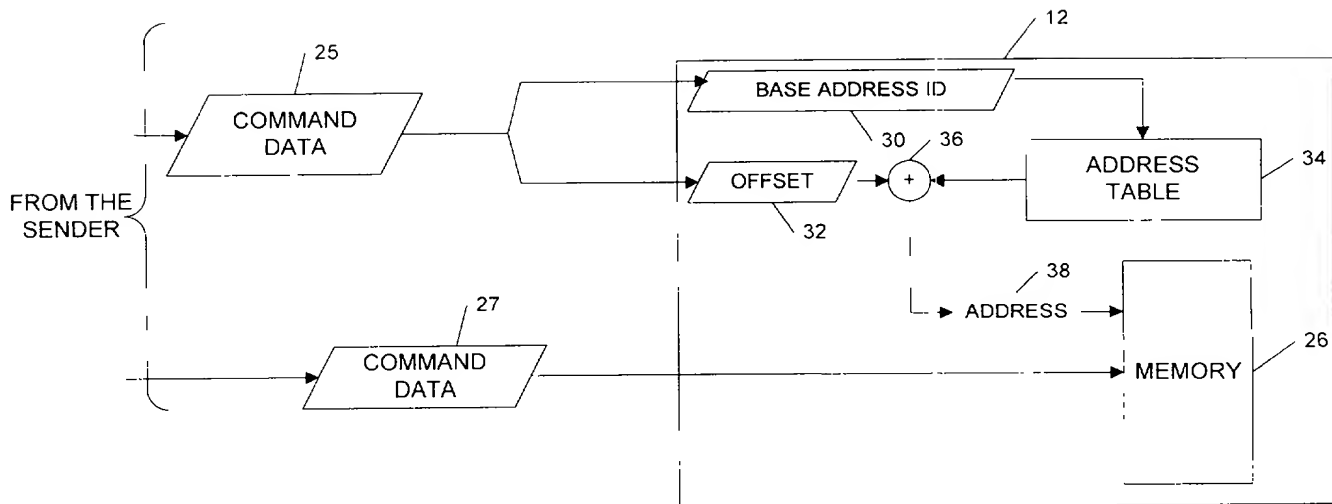 12
25
COMMAND
DATA
BASE ADDRESS ID
30
36
ADDRESS
TABLE
34
OFFSET
+
32
FROM THE
SENDER
38
ADDRESS
27
COMMAND
DATA
MEMORY
26